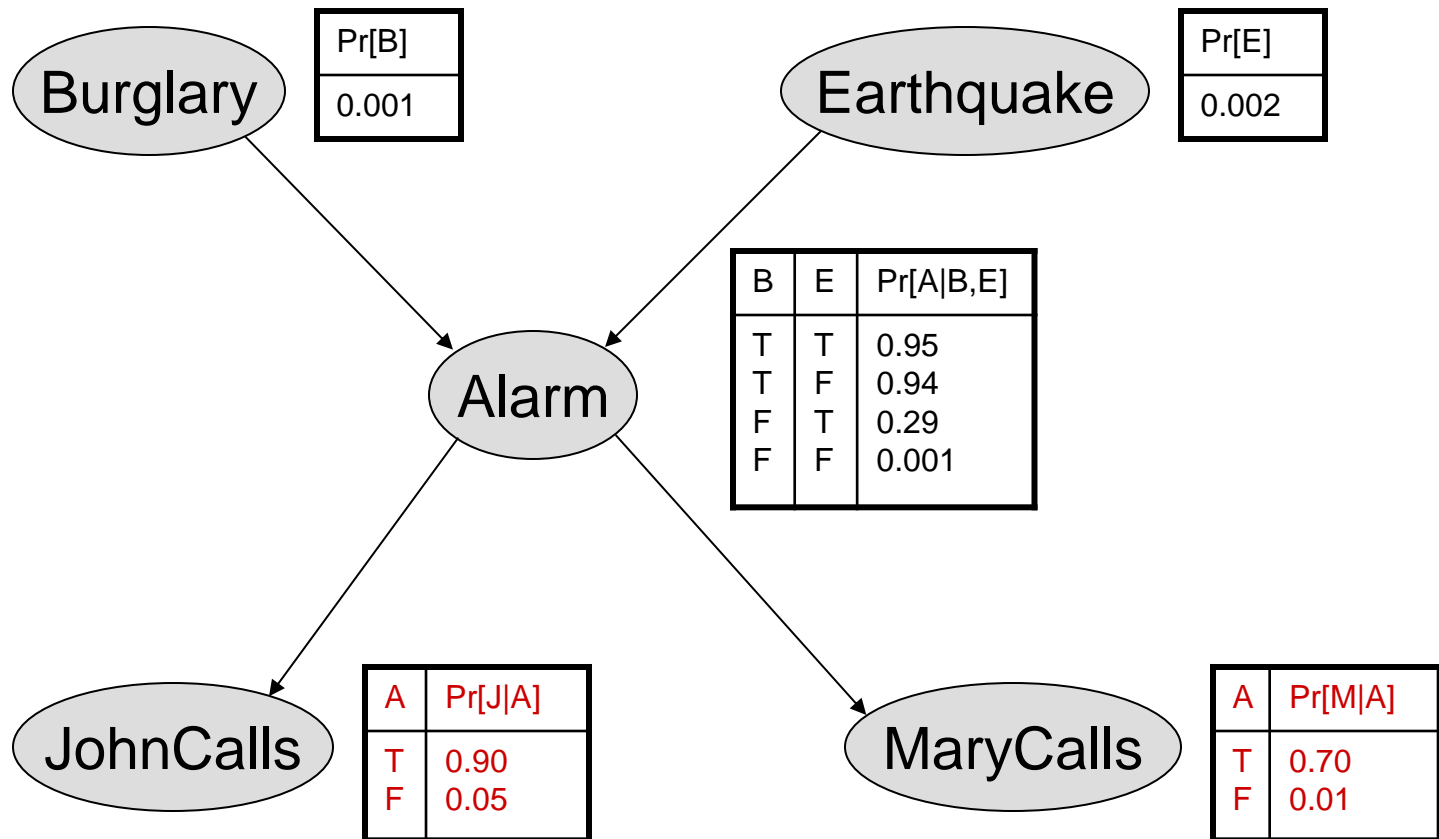 Burglary
Pr[B]
0.001
Earthquake
Pr[E]
0.002
Alarm
B E Pr[A|B,E]
T T 0.95
T F 0.94
F T 0.29
F F 0.001
JohnCalls
A Pr[J|A]
T 0.90
F 0.05
MaryCalls
A Pr[M|A]
T 0.70
F 0.01